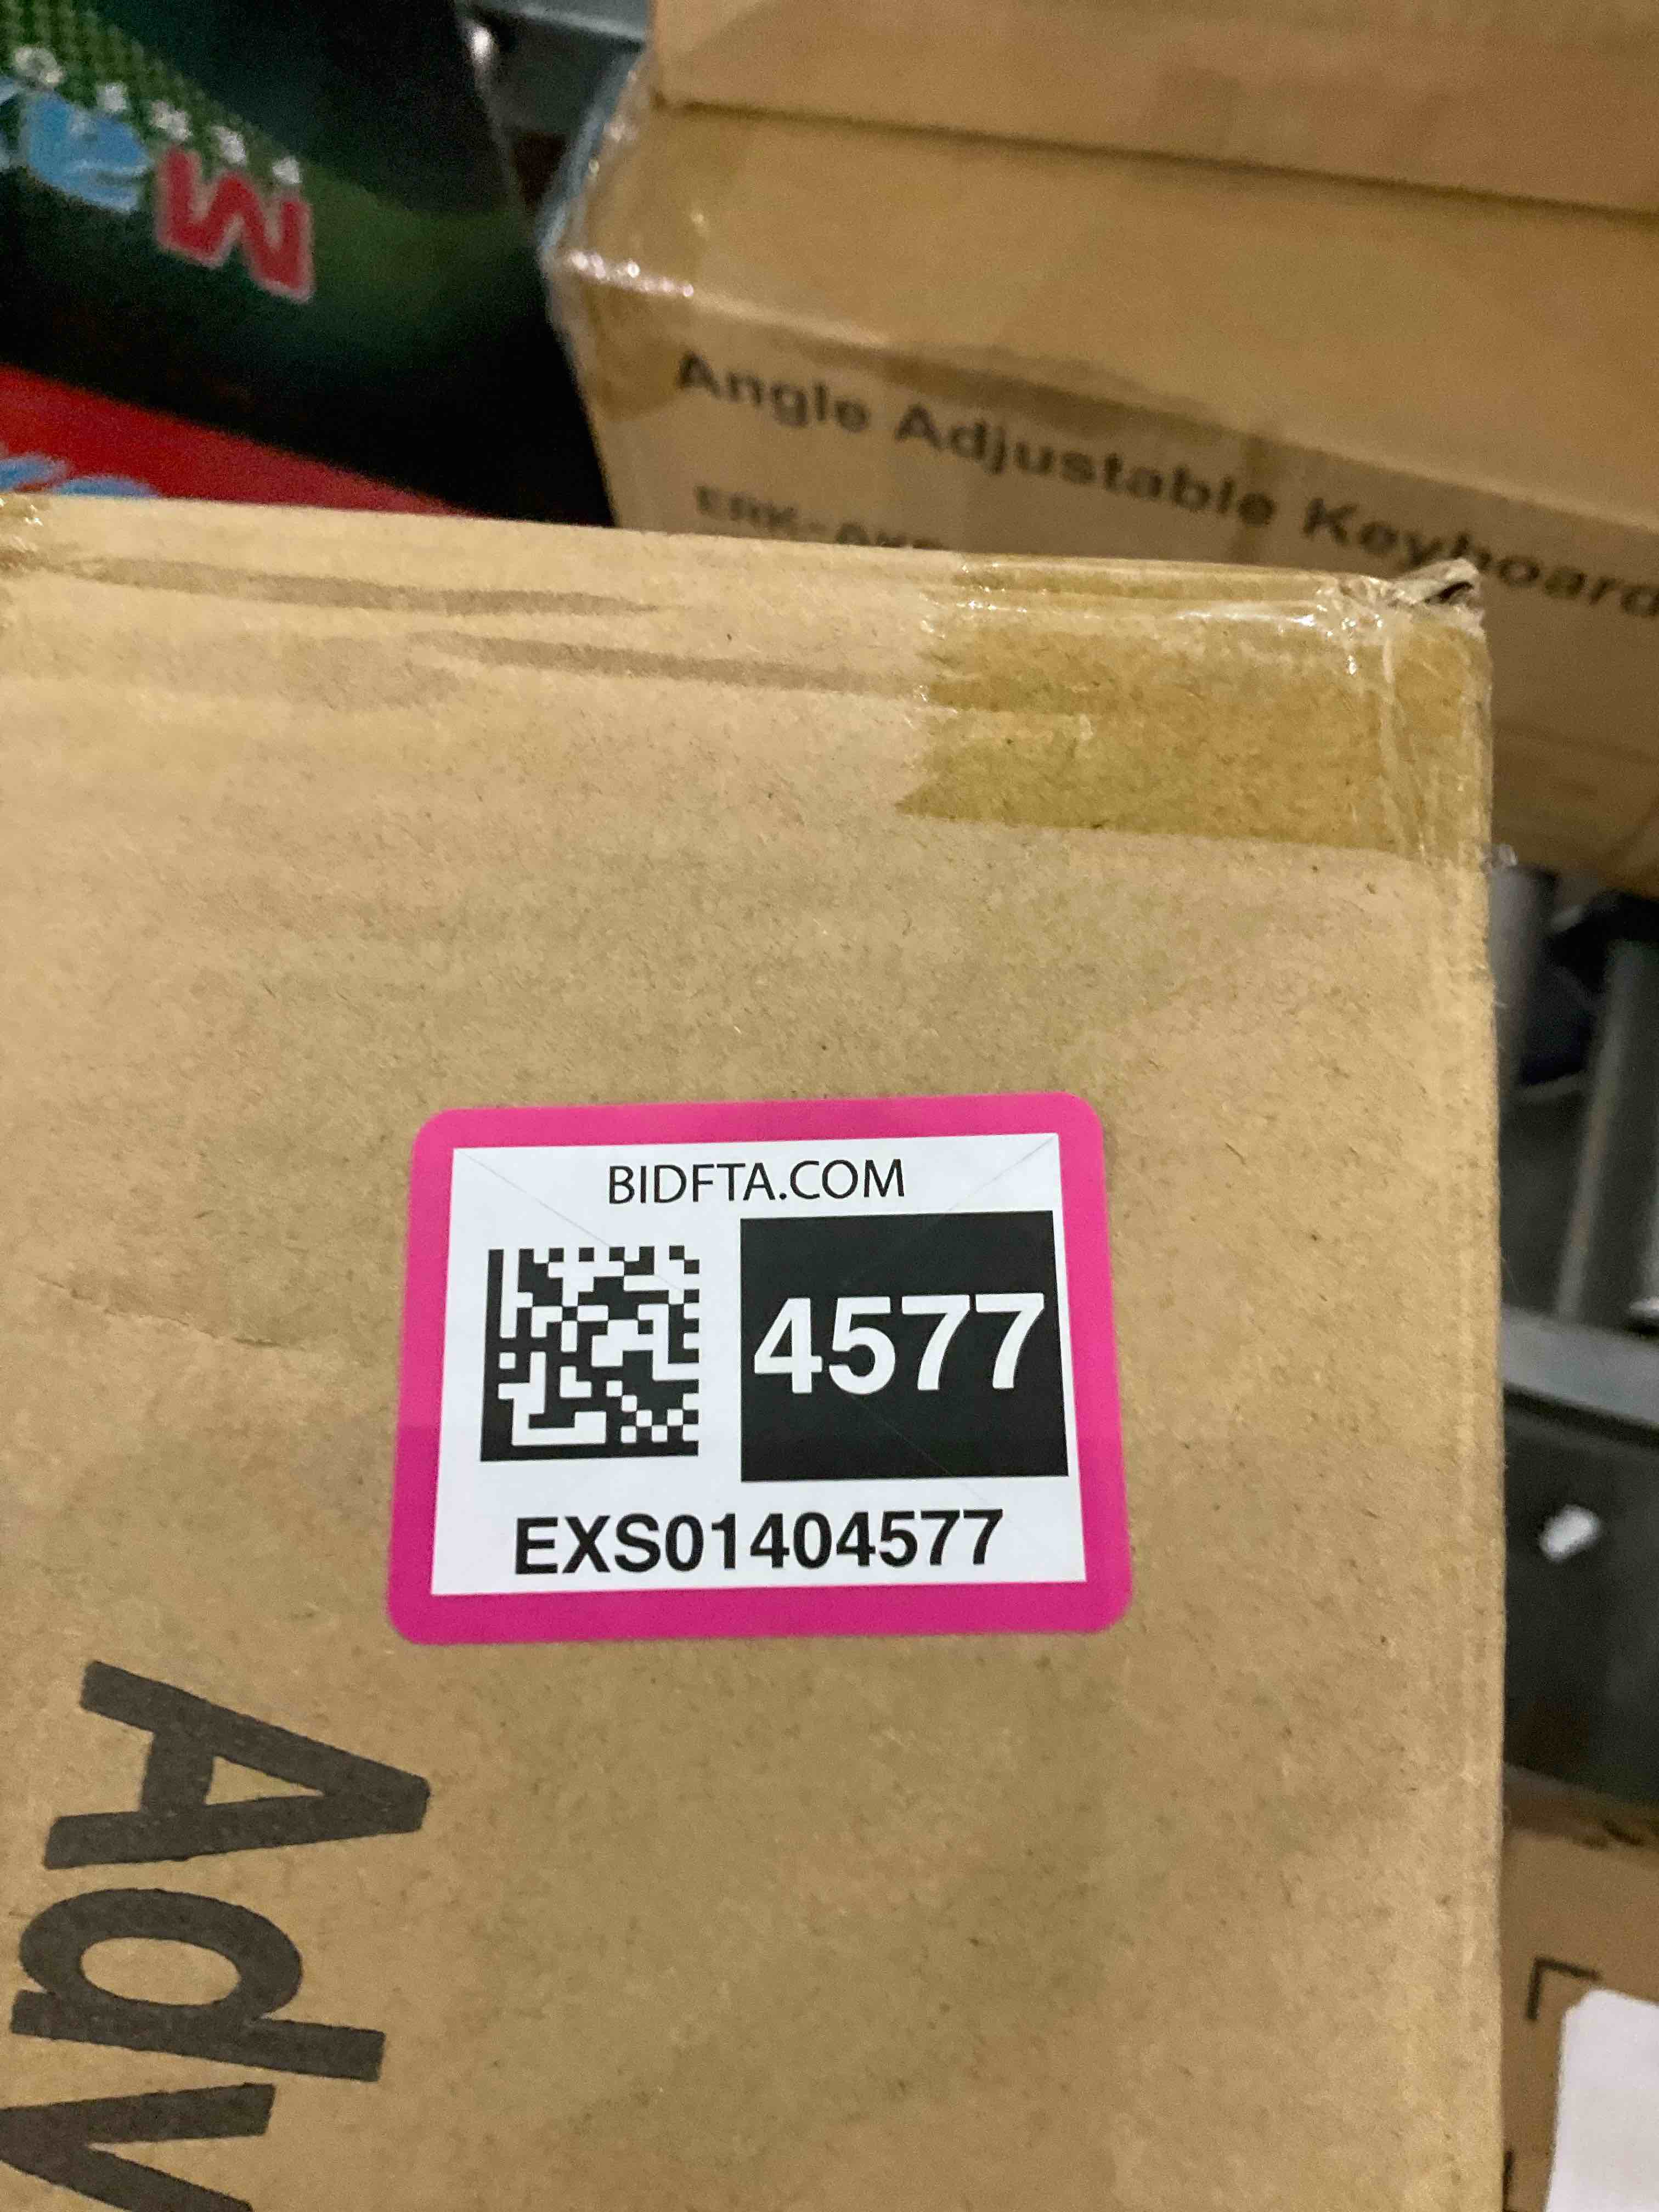 Angle Adjustable Keyboard
BIDFTA.COM
4577
EXS01404577
Adv